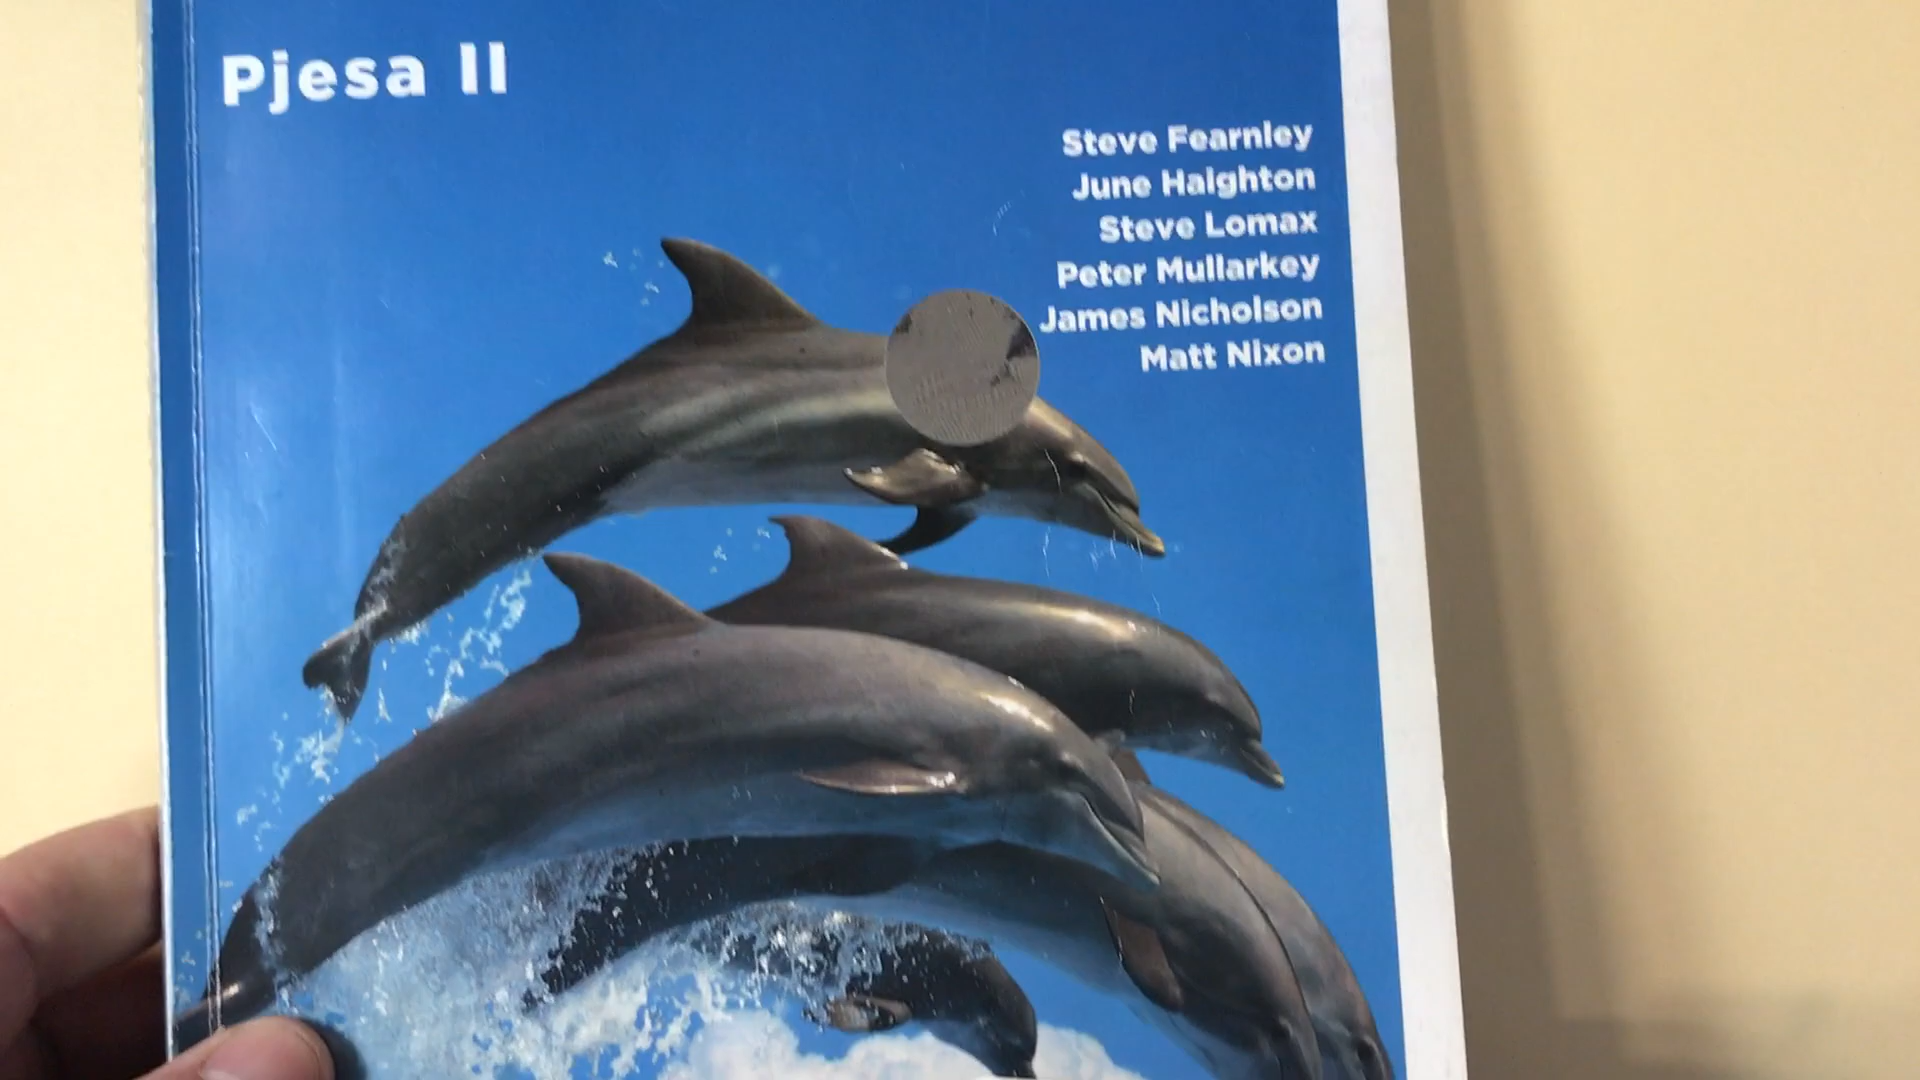 Pjesa II
Steve Fearnley
June Haighton
Steve Lomax
Peter Mullarkey
James Nicholson
Matt Nixon